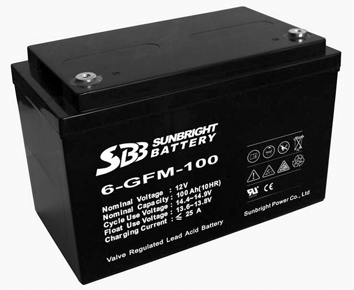 SBB SUNBRIGHT
BATTERY
6-GFM-100
Nominal Voltage : 12V
Nominal Capacity : 100 Ah(10HR)
Cycle Use Voltage : 14.4~14.9V
Float Use Voltage : 13.6~13.8V
Charging Current : ≤ 25 A
Sunbright Power Co., Ltd
Valve Regulated Lead Acid Battery